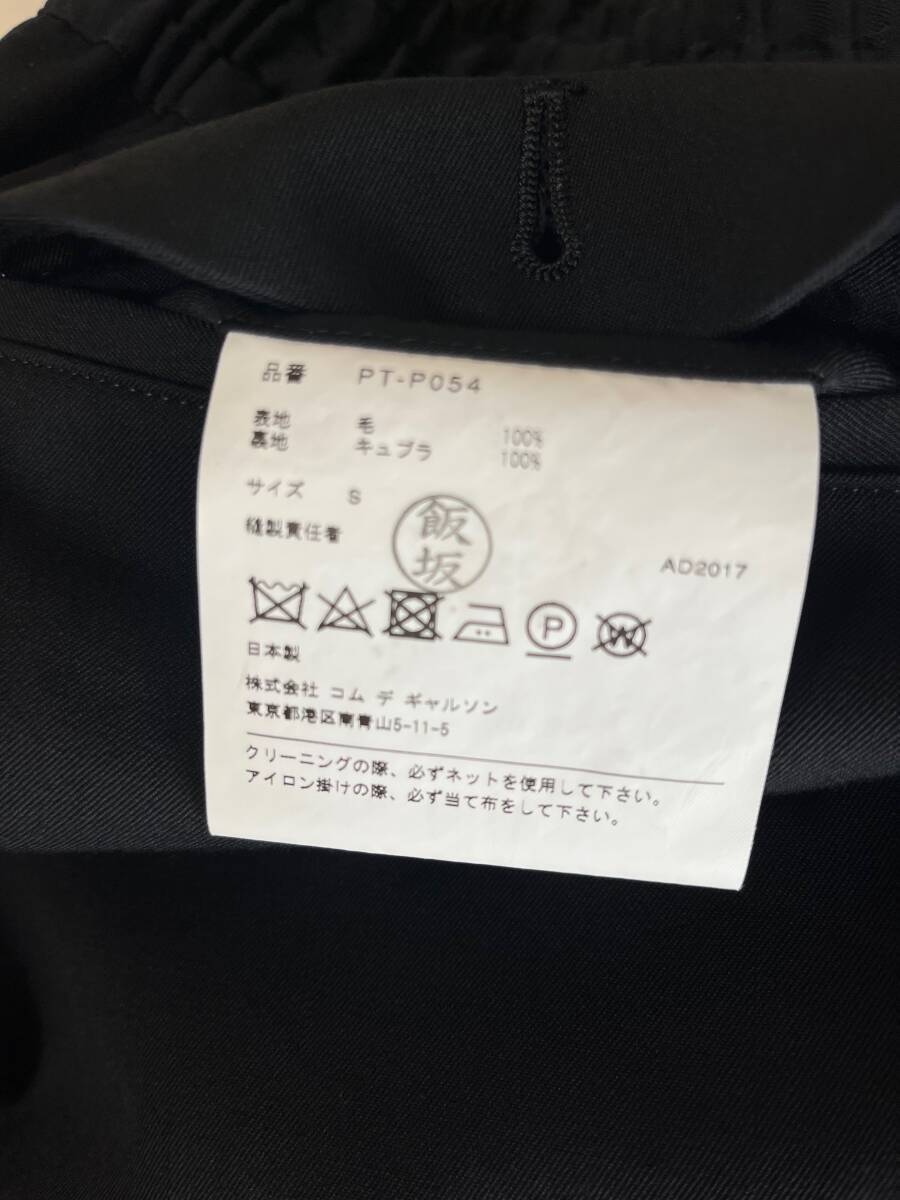 品番 PT-P054
表地 毛 100%
裏地 キュプラ 100%
サイズ S
縫製責任者 飯坂
AD2017
P W
日本製
株式会社 コム デ ギャルソン
東京都港区南青山5-11-5
クリーニングの際、必ずネットを使用して下さい。
アイロン掛けの際、必ず当て布をして下さい。